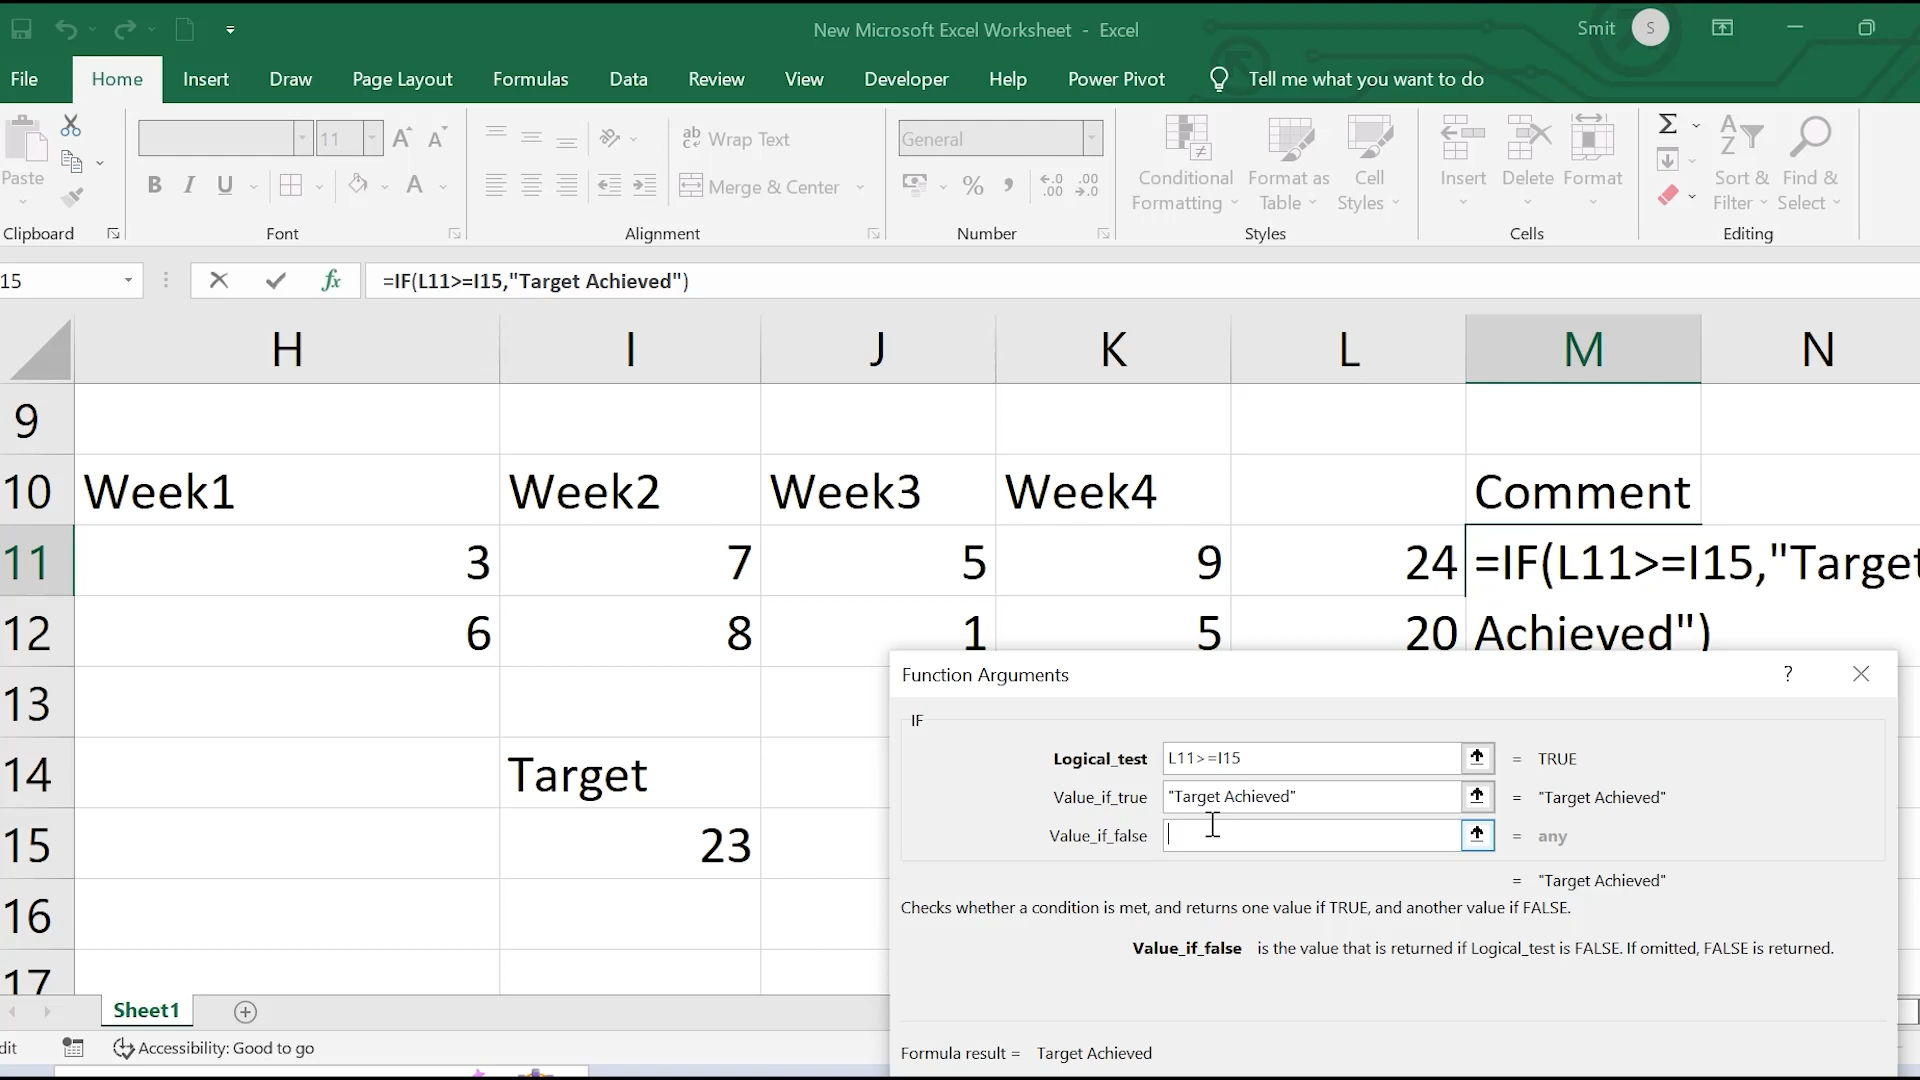 New Microsoft Excel Worksheet - Excel
Smit S
File Home Insert Draw Page Layout Formulas Data Review View Developer Help Power Pivot Tell me what you want to do
Paste
Clipboard
11 A A
B I U A
Font
ab Wrap Text
Merge & Center
Alignment
General
% , .00
Number
Conditional Formatting
Format as Table
Cell Styles
Styles
Insert Delete Format
Cells
Σ
Sort & Filter
Find & Select
Editing
15 fx =IF(L11>=I15,"Target Achieved")
H I J K L M N
9
10 Week1 Week2 Week3 Week4 Comment
11 3 7 5 9 24 =IF(L11>=I15,"Target
12 6 8 1 5 20 Achieved")
13
14 Target
15 23
16
17
Function Arguments ?
IF
Logical_test L11>=I15 = TRUE
Value_if_true "Target Achieved" = "Target Achieved"
Value_if_false = any
= "Target Achieved"
Checks whether a condition is met, and returns one value if TRUE, and another value if FALSE.
Value_if_false is the value that is returned if Logical_test is FALSE. If omitted, FALSE is returned.
Formula result = Target Achieved
Sheet1
dit Accessibility: Good to go